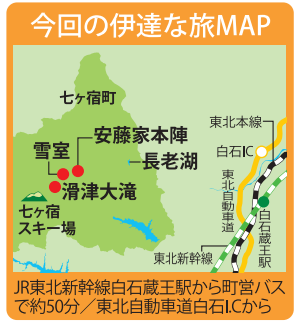 今回の伊達な旅MAP
七ヶ宿町
安藤家本陣
雪室
長老湖
滑津大滝
七ヶ宿
スキー場
東北本線
白石IC
東北自動車道
白石蔵王駅
東北新幹線
JR東北新幹線白石蔵王駅から町営バス
で約50分／東北自動車道白石I.Cから